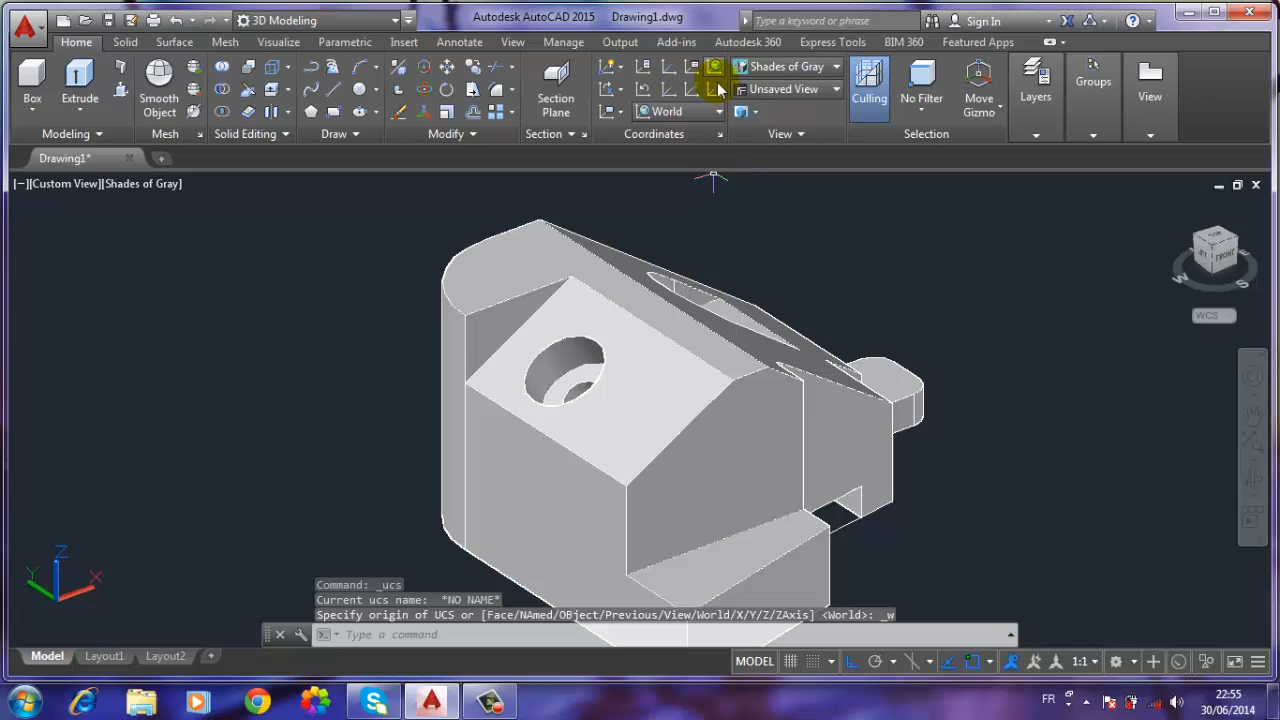 3D Modeling
Autodesk AutoCAD 2015 Drawing1.dwg
Type a keyword or phrase
Sign In
Home Solid Surface Mesh Visualize Parametric Insert Annotate View Manage Output Add-ins Autodesk 360 Express Tools BIM 360 Featured Apps
Shades of Gray
Unsaved View
World
Box Extrude Smooth Object Section Plane Culling No Filter Move Gizmo Layers Groups View
Modeling Mesh Solid Editing Draw Modify Section Coordinates View Selection
Drawing1*
[−][Custom View][Shades of Gray]
FRONT
W S
WCS
Z
Y X
Command: _ucs
Current ucs name: *NO NAME*
Specify origin of UCS or [Face/NAmed/OBject/Previous/View/World/X/Y/Z/ZAxis] <World>: _w
Type a command
Model Layout1 Layout2 +
MODEL 1:1
FR 22:55
30/06/2014